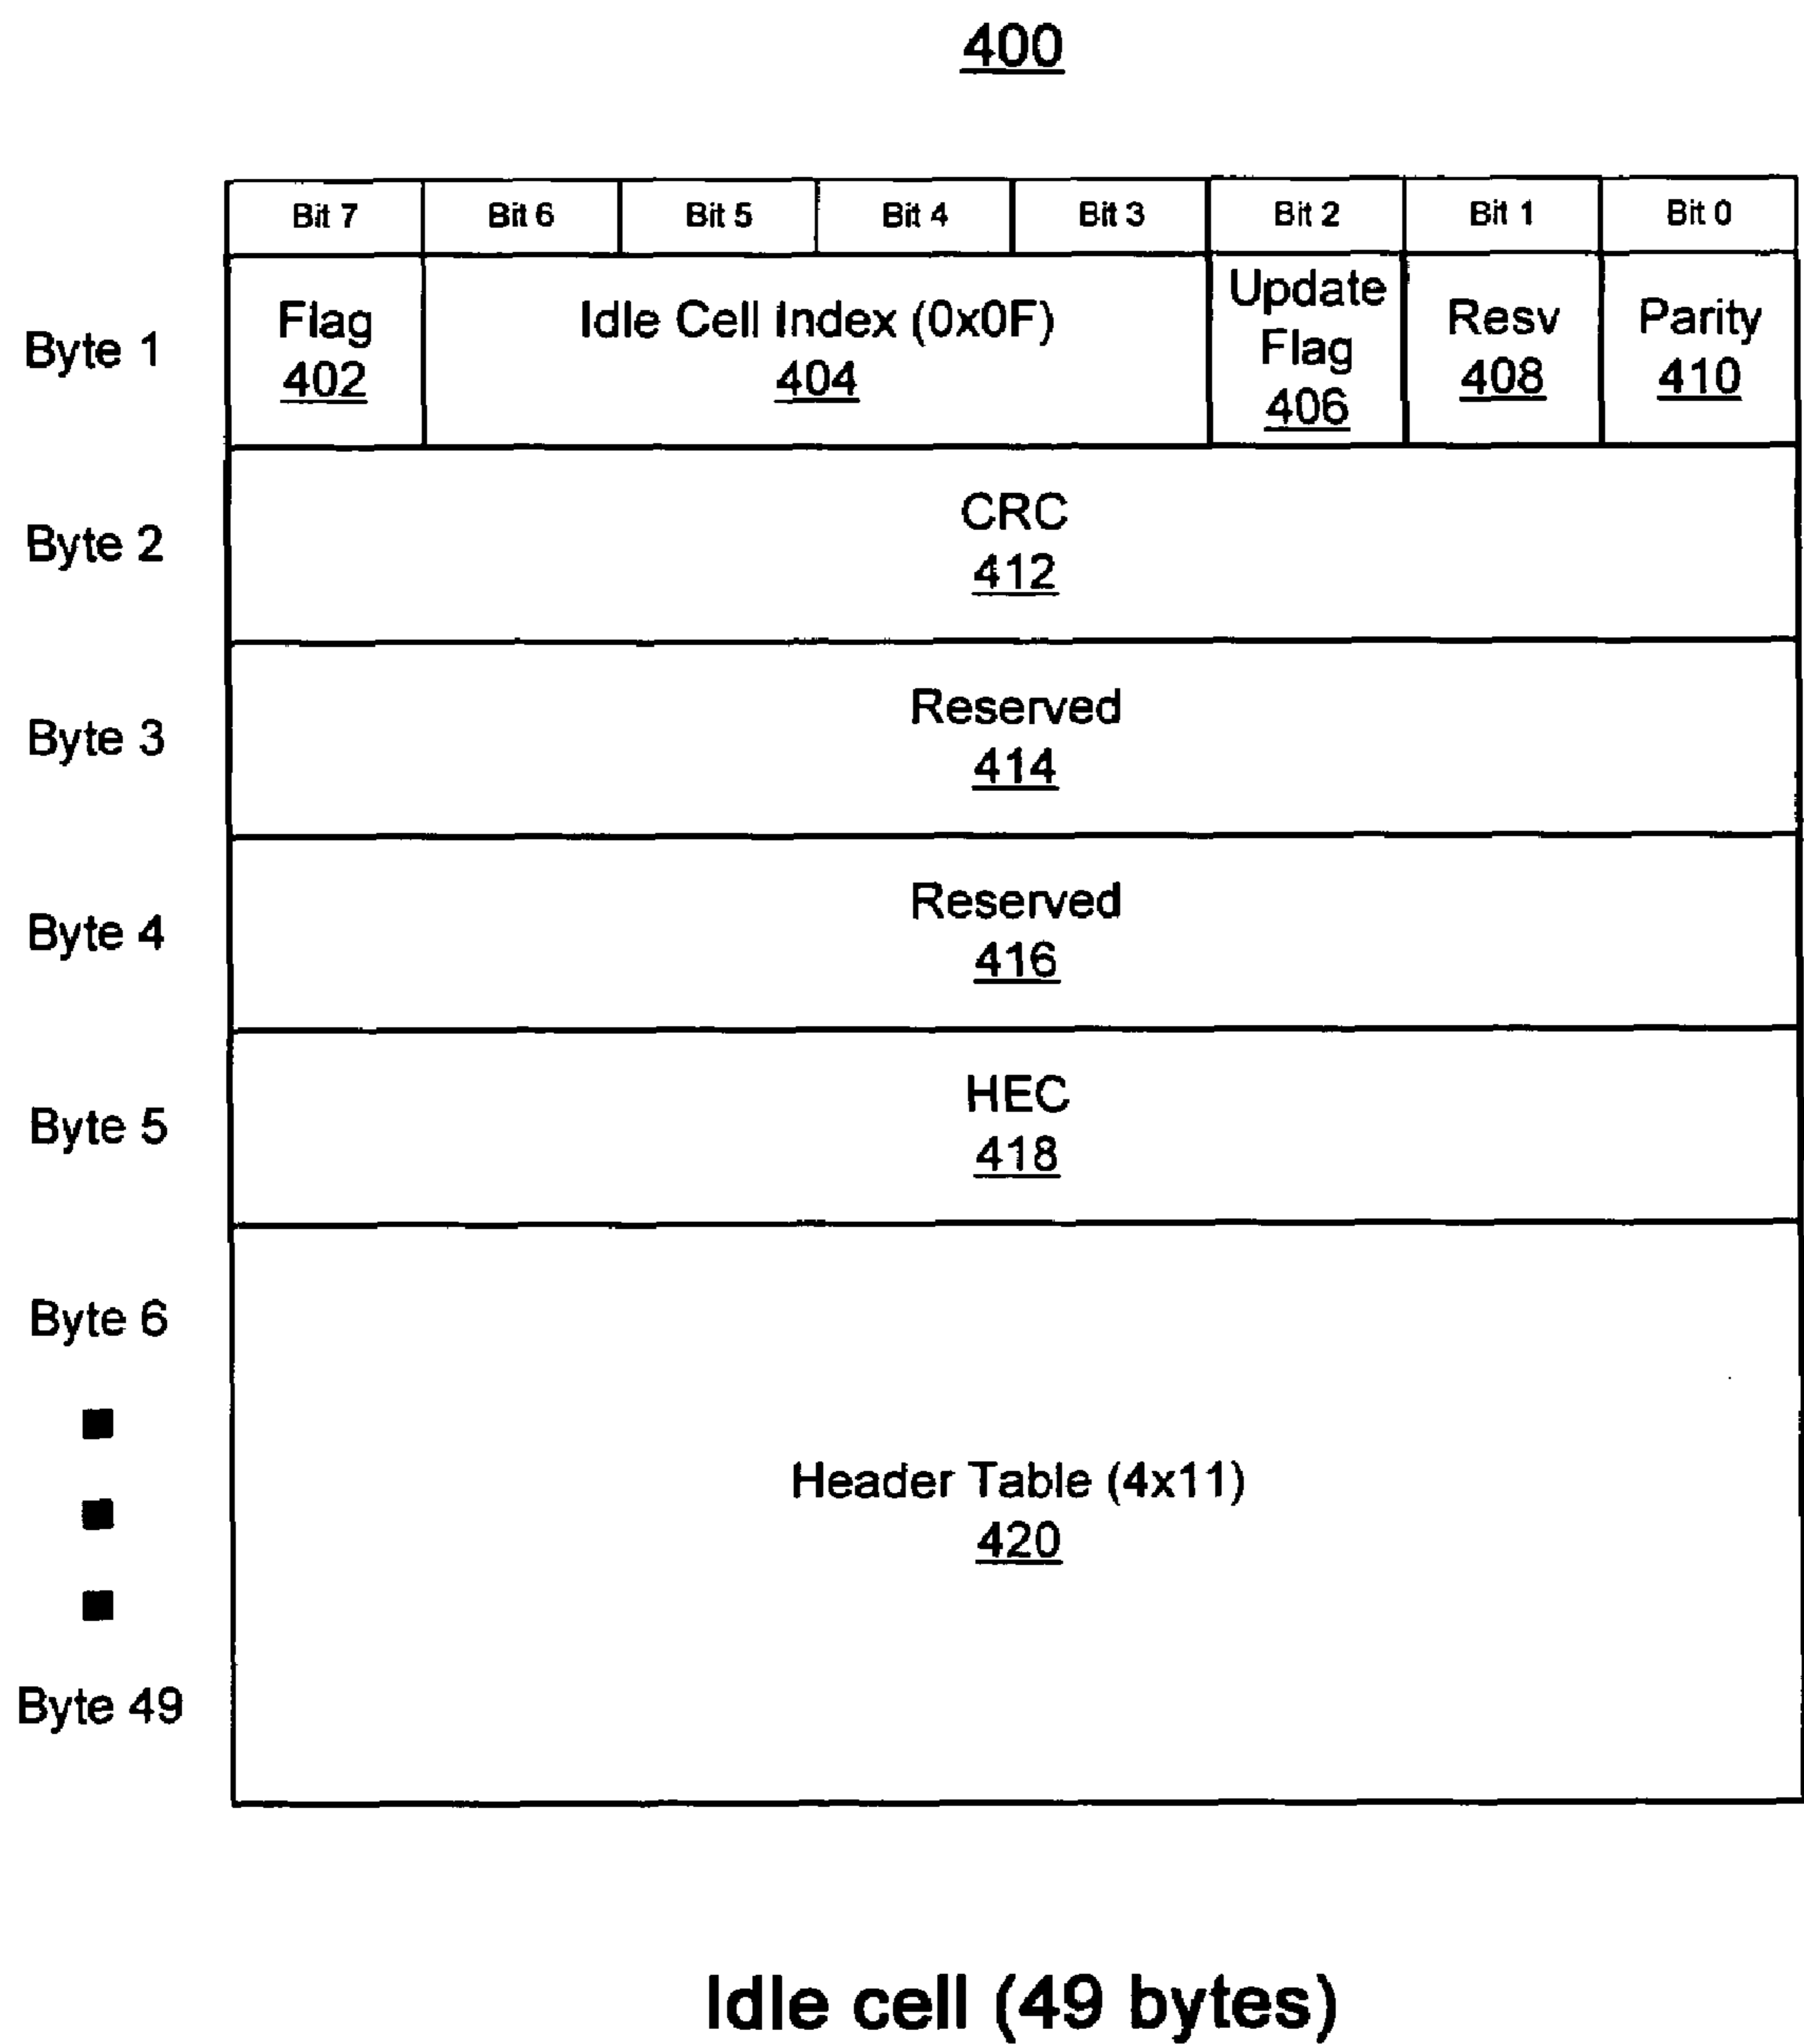 400
Bit 7 Bit 6 Bit 5 Bit 4 Bit 3 Bit 2 Bit 1 Bit 0
Byte 1
Flag
402
Idle Cell Index (0x0F)
404
Update
Flag
406
Resv
408
Parity
410
Byte 2
CRC
412
Byte 3
Reserved
414
Byte 4
Reserved
416
Byte 5
HEC
418
Byte 6
Header Table (4x11)
420
Byte 49
Idle cell (49 bytes)